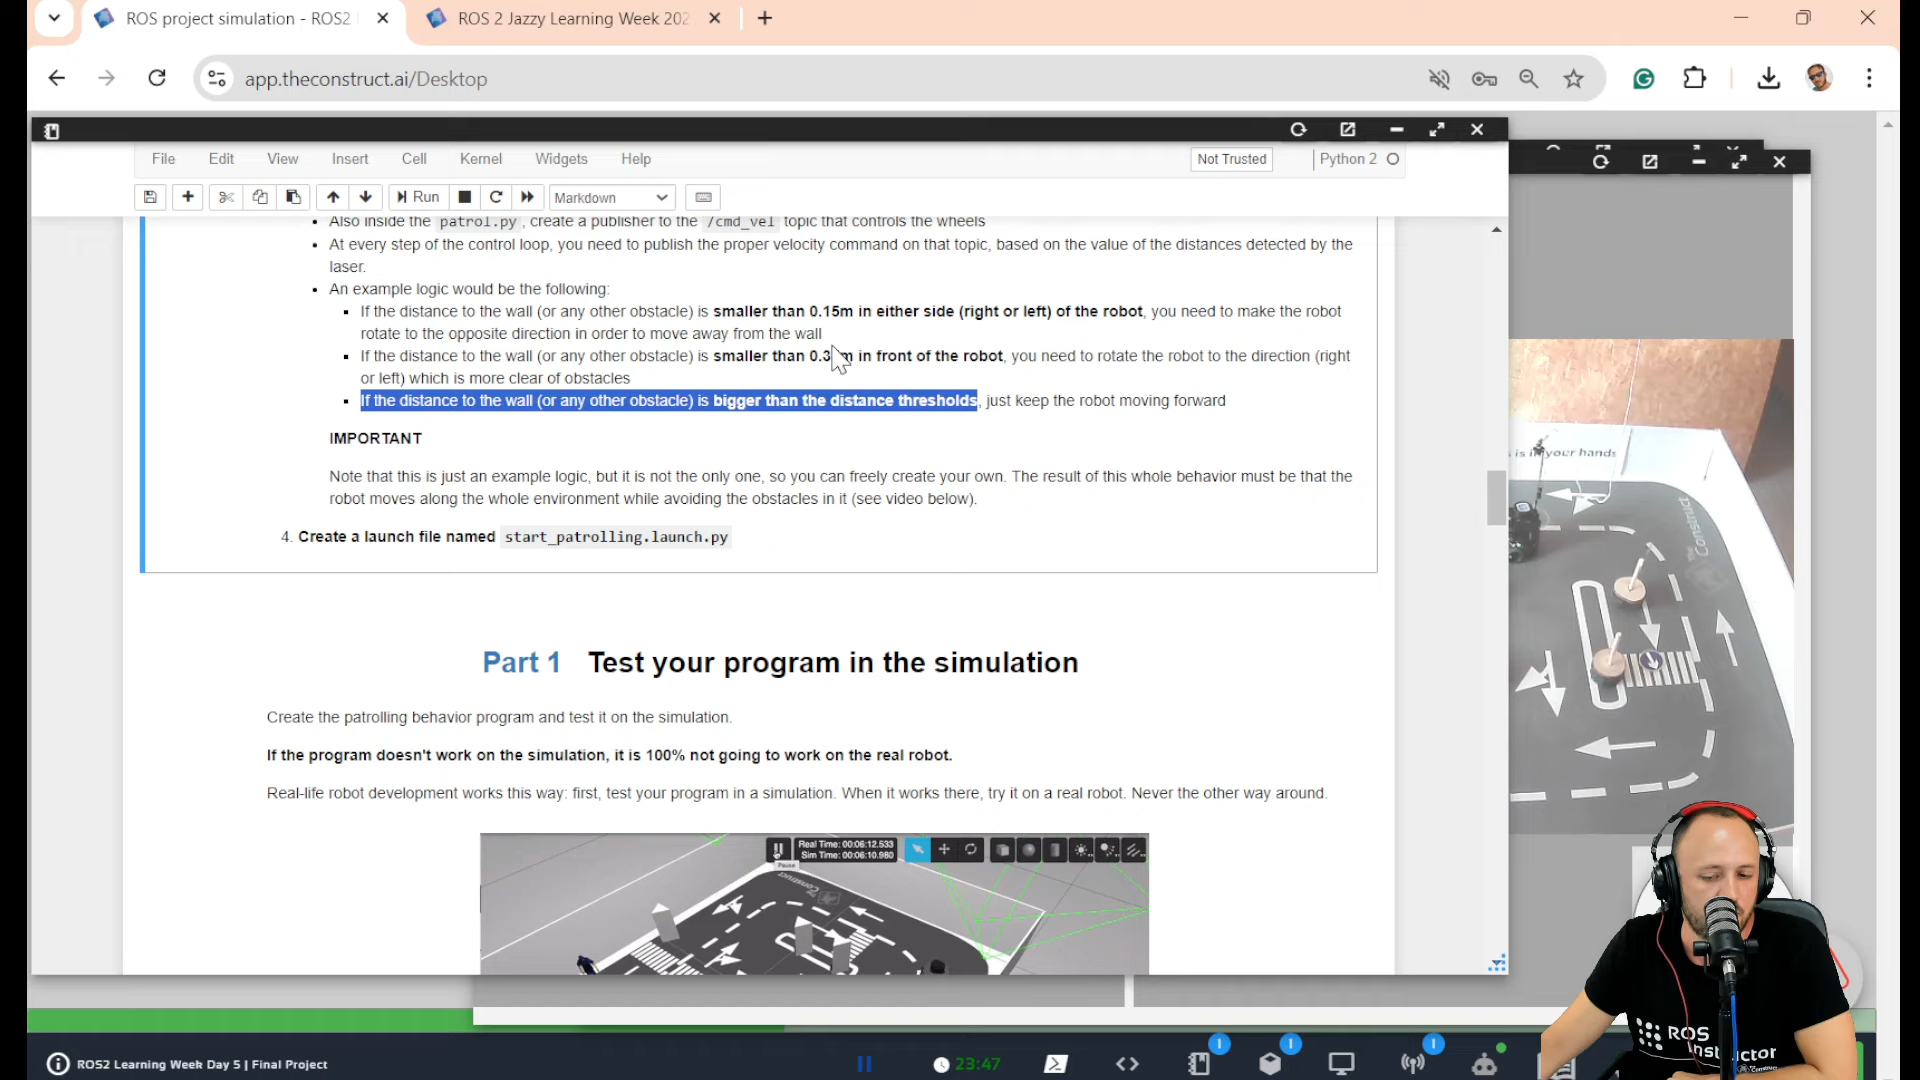 ROS project simulation - ROS2
ROS 2 Jazzy Learning Week 202
app.theconstruct.ai/Desktop
File Edit View Insert Cell Kernel Widgets Help
Not Trusted
Python 2
Run
Markdown
Also inside the patrol.py, create a publisher to the /cmd_vel topic that controls the wheels
At every step of the control loop, you need to publish the proper velocity command on that topic, based on the value of the distances detected by the
laser.
An example logic would be the following:
If the distance to the wall (or any other obstacle) is smaller than 0.15m in either side (right or left) of the robot, you need to make the robot
rotate to the opposite direction in order to move away from the wall
If the distance to the wall (or any other obstacle) is smaller than m in front of the robot, you need to rotate the robot to the direction (right
or left) which is more clear of obstacles
If the distance to the wall (or any other obstacle) is bigger than the distance thresholds, just keep the robot moving forward
IMPORTANT
Note that this is just an example logic, but it is not the only one, so you can freely create your own. The result of this whole behavior must be that the
robot moves along the whole environment while avoiding the obstacles in it (see video below).
4. Create a launch file named start_patrolling.launch.py
Part 1 Test your program in the simulation
Create the patrolling behavior program and test it on the simulation.
If the program doesn't work on the simulation, it is 100% not going to work on the real robot.
Real-life robot development works this way: first, test your program in a simulation. When it works there, try it on a real robot. Never the other way around.
Real Time: 00:06:12.533
Sim Time: 00:06:10.980
Pause
The Construct
in your hands
The Construct
ROS
The Construct
ROS2 Learning Week Day 5 | Final Project
23:47
1
1
1